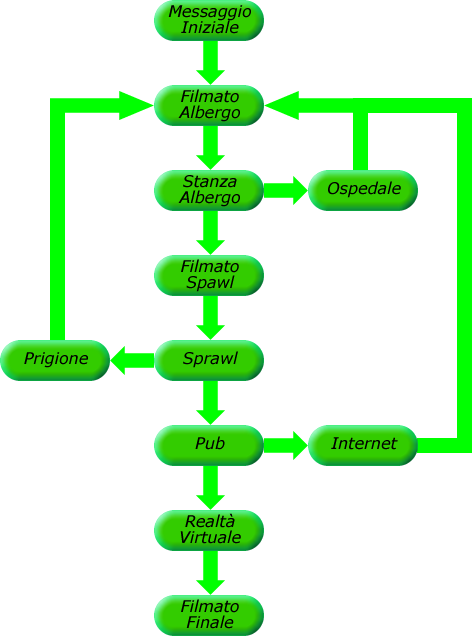 Messaggio
Iniziale
Filmato
Albergo
Stanza
Albergo
Ospedale
Filmato
Spawl
Prigione
Sprawl
Pub
Internet
Realtà
Virtuale
Filmato
Finale